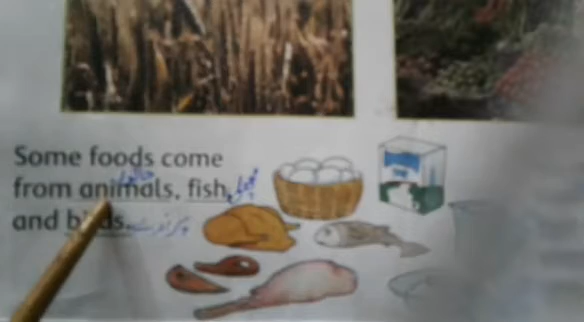 Some foods come
from animals, fish,
and birds.